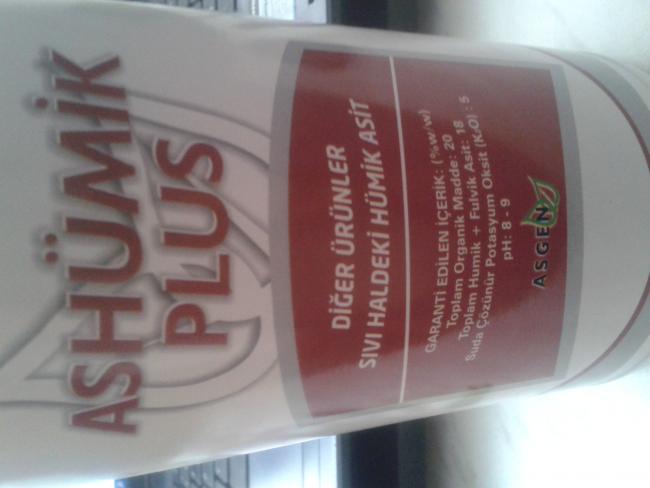 ASHÜMİK
PLUS
DİĞER ÜRÜNLER
SIVI HALDEKİ HÜMİK ASİT
GARANTİ EDİLEN İÇERİK: (%w/w)
Toplam Organik Madde: 20
Toplam Humik + Fulvik Asit: 18
Suda Çözünür Potasyum Oksit (K₂O) : 5
pH: 8 - 9
ASGEN